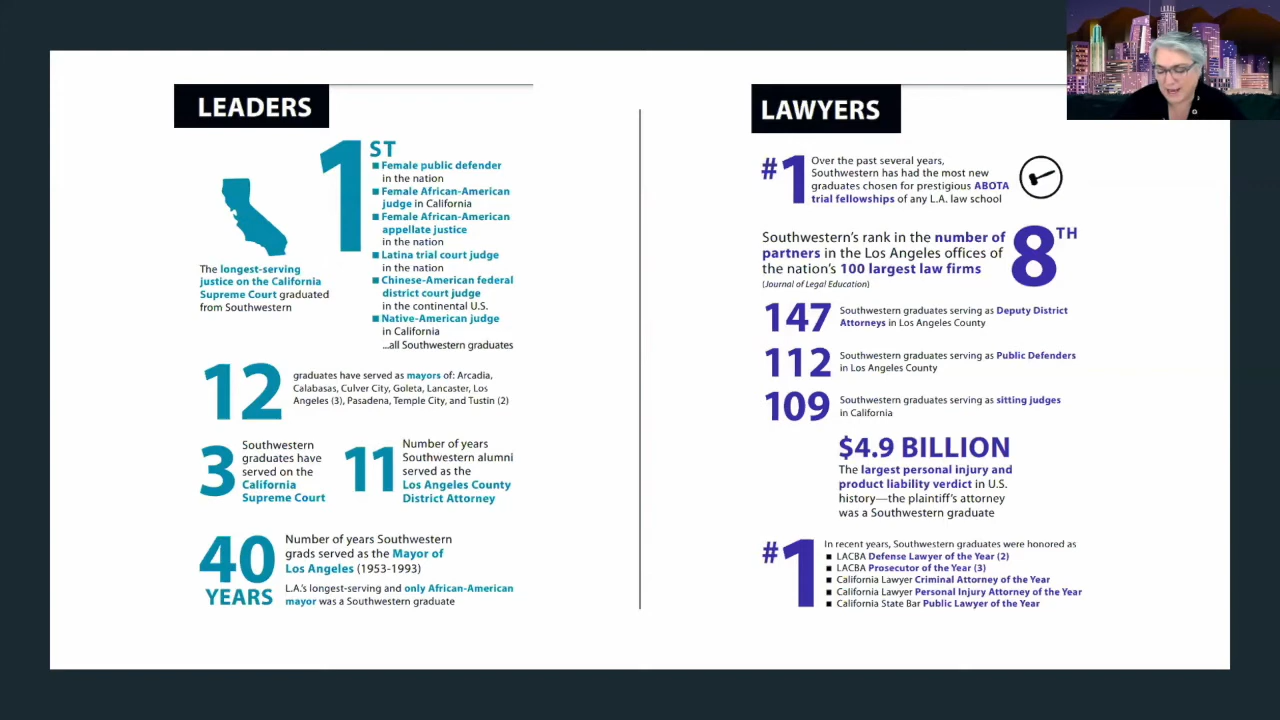 LEADERS
1ST
■ Female public defender
in the nation
■ Female African-American
judge in California
■ Female African-American
appellate justice
in the nation
■ Latina trial court judge
in the nation
■ Chinese-American federal
district court judge
in the continental U.S.
■ Native-American judge
in California
...all Southwestern graduates
The longest-serving
justice on the California
Supreme Court graduated
from Southwestern
12
graduates have served as mayors of: Arcadia,
Calabasas, Culver City, Goleta, Lancaster, Los
Angeles (3), Pasadena, Temple City, and Tustin (2)
3
Southwestern
graduates have
served on the
California
Supreme Court
11
Number of years
Southwestern alumni
served as the
Los Angeles County
District Attorney
40
YEARS
Number of years Southwestern
grads served as the Mayor of
Los Angeles (1953-1993)
L.A.'s longest-serving and only African-American
mayor was a Southwestern graduate
LAWYERS
#1
Over the past several years,
Southwestern has had the most new
graduates chosen for prestigious ABOTA
trial fellowships of any L.A. law school
Southwestern's rank in the number of
partners in the Los Angeles offices of
the nation's 100 largest law firms
(Journal of Legal Education)
8TH
147
Southwestern graduates serving as Deputy District
Attorneys in Los Angeles County
112
Southwestern graduates serving as Public Defenders
in Los Angeles County
109
Southwestern graduates serving as sitting judges
in California
$4.9 BILLION
The largest personal injury and
product liability verdict in U.S.
history—the plaintiff's attorney
was a Southwestern graduate
#1
In recent years, Southwestern graduates were honored as
■ LACBA Defense Lawyer of the Year (2)
■ LACBA Prosecutor of the Year (3)
■ California Lawyer Criminal Attorney of the Year
■ California Lawyer Personal Injury Attorney of the Year
■ California State Bar Public Lawyer of the Year